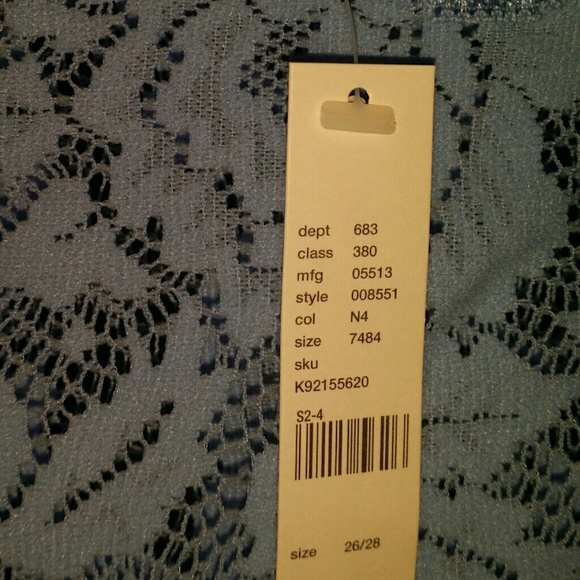 dept 683
class 380
mfg 05513
style 008551
col N4
size 7484
sku
K92155620
S2-4
size 26/28